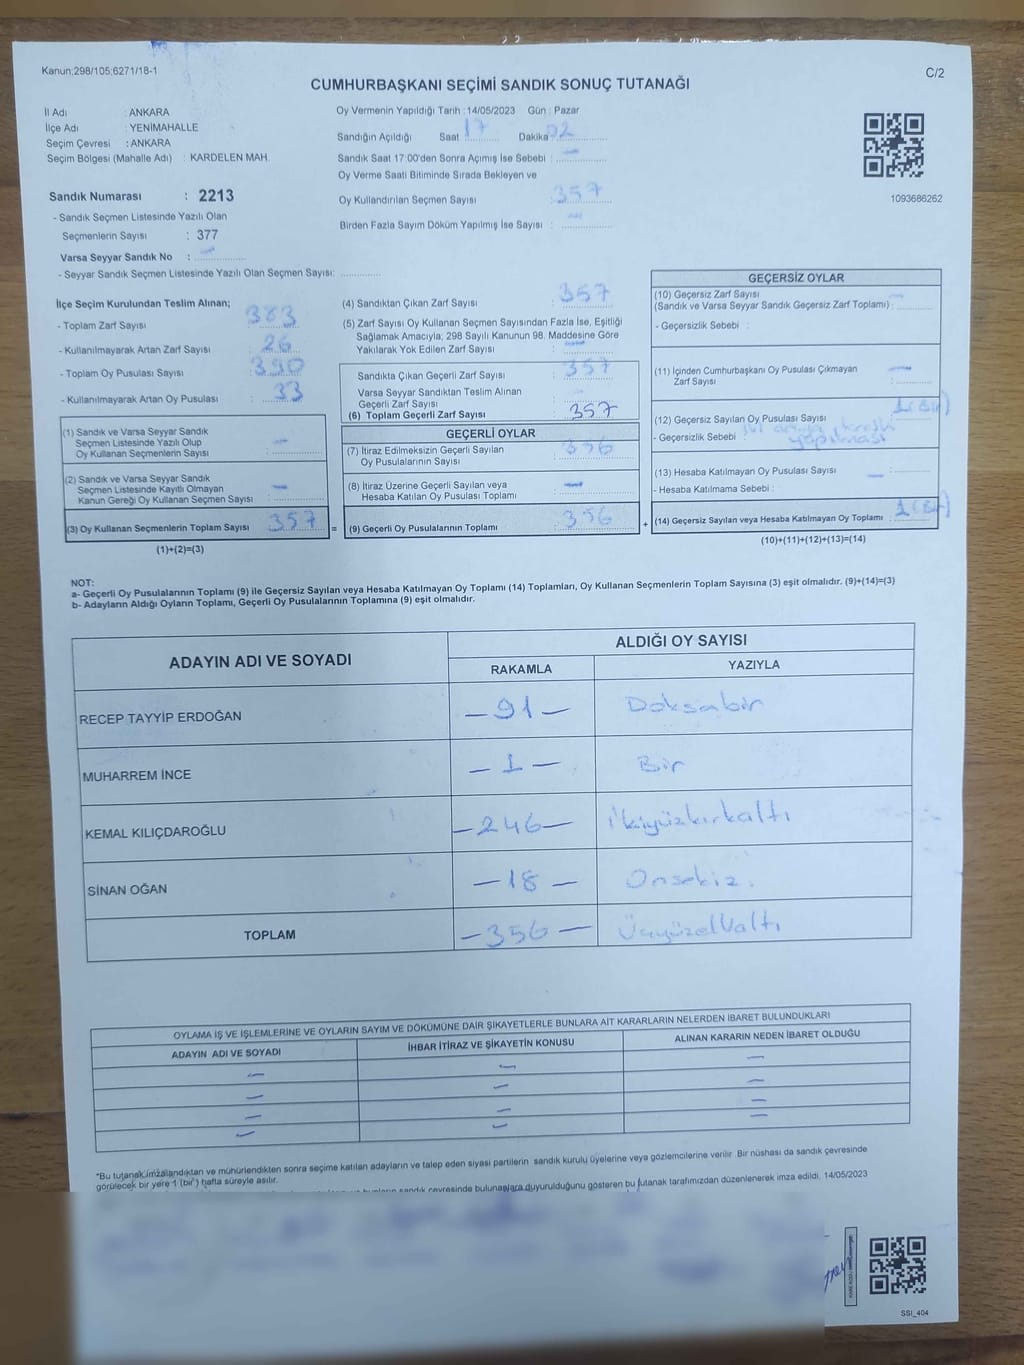 Kanun;298/105;6271/18-1
C/2
CUMHURBAŞKANI SEÇİMİ SANDIK SONUÇ TUTANAĞI
İl Adı : ANKARA
İlçe Adı : YENİMAHALLE
Seçim Çevresi : ANKARA
Seçim Bölgesi (Mahalle Adı) : KARDELEN MAH.
Oy Vermenin Yapıldığı Tarih : 14/05/2023 Gün : Pazar
Sandığın Açıldığı Saat 17 Dakika 02
Sandık Saat 17:00'den Sonra Açımış İse Sebebi : —
Oy Verme Saati Bitiminde Sırada Bekleyen ve
Oy Kullandırılan Seçmen Sayısı : 357
Birden Fazla Sayım Döküm Yapılmış İse Sayısı : —
1093686262
Sandık Numarası : 2213
- Sandık Seçmen Listesinde Yazılı Olan
Seçmenlerin Sayısı : 377
Varsa Seyyar Sandık No : —
- Seyyar Sandık Seçmen Listesinde Yazılı Olan Seçmen Sayısı:
İlçe Seçim Kurulundan Teslim Alınan;
- Toplam Zarf Sayısı : 383
- Kullanılmayarak Artan Zarf Sayısı : 26
- Toplam Oy Pusulası Sayısı : 390
- Kullanılmayarak Artan Oy Pusulası : 33
(1) Sandık ve Varsa Seyyar Sandık
Seçmen Listesinde Yazılı Olup
Oy Kullanan Seçmenlerin Sayısı : —
(2) Sandık ve Varsa Seyyar Sandık
Seçmen Listesinde Kayıtlı Olmayan
Kanun Gereği Oy Kullanan Seçmen Sayısı : —
(3) Oy Kullanan Seçmenlerin Toplam Sayısı 357
(1)+(2)=(3)
=
(4) Sandıktan Çıkan Zarf Sayısı : 357
(5) Zarf Sayısı Oy Kullanan Seçmen Sayısından Fazla İse, Eşitliği
Sağlamak Amacıyla; 298 Sayılı Kanunun 98. Maddesine Göre
Yakılarak Yok Edilen Zarf Sayısı : —
Sandıkta Çıkan Geçerli Zarf Sayısı : 357
Varsa Seyyar Sandıktan Teslim Alınan
Geçerli Zarf Sayısı : —
(6) Toplam Geçerli Zarf Sayısı 357
GEÇERLİ OYLAR
(7) İtiraz Edilmeksizin Geçerli Sayılan
Oy Pusulalarının Sayısı : 356
(8) İtiraz Üzerine Geçerli Sayılan veya
Hesaba Katılan Oy Pusulası Toplamı : —
(9) Geçerli Oy Pusulalarının Toplamı : 356
+
GEÇERSİZ OYLAR
(10) Geçersiz Zarf Sayısı
(Sandık ve Varsa Seyyar Sandık Geçersiz Zarf Toplamı) : —
- Geçersizlik Sebebi :
(11) İçinden Cumhurbaşkanı Oy Pusulası Çıkmayan
Zarf Sayısı : —
(12) Geçersiz Sayılan Oy Pusulası Sayısı 1 (Bir)
- Geçersizlik Sebebi :
yapılması
(13) Hesaba Katılmayan Oy Pusulası Sayısı : —
- Hesaba Katılmama Sebebi :
(14) Geçersiz Sayılan veya Hesaba Katılmayan Oy Toplamı : 1 (Bir)
(10)+(11)+(12)+(13)=(14)
NOT:
a- Geçerli Oy Pusulalarının Toplamı (9) ile Geçersiz Sayılan veya Hesaba Katılmayan Oy Toplamı (14) Toplamları, Oy Kullanan Seçmenlerin Toplam Sayısına (3) eşit olmalıdır. (9)+(14)=(3)
b- Adayların Aldığı Oyların Toplamı, Geçerli Oy Pusulalarının Toplamına (9) eşit olmalıdır.
ADAYIN ADI VE SOYADI
ALDIĞI OY SAYISI
RAKAMLA YAZIYLA
RECEP TAYYİP ERDOĞAN —91— Doksabir
MUHARREM İNCE —1— Bir
KEMAL KILIÇDAROĞLU —246— İkiyüzkırkaltı
SİNAN OĞAN —18— Onsekiz.
TOPLAM —356— Üçyüzellialtı
OYLAMA İŞ VE İŞLEMLERİNE VE OYLARIN SAYIM VE DÖKÜMÜNE DAİR ŞİKAYETLERLE BUNLARA AİT KARARLARIN NELERDEN İBARET BULUNDUKLARI
ADAYIN ADI VE SOYADI İHBAR İTİRAZ VE ŞİKAYETİN KONUSU ALINAN KARARIN NEDEN İBARET OLDUĞU
— — —
— — —
— — —
— — —
*Bu tutanak imzalandıktan ve mühürlendikten sonra seçime katılan adayların ve talep eden siyasi partilerin sandık kurulu üyelerine veya gözlemcilerine verilir. Bir nüshası da sandık çevresinde
görülecek bir yere 1 (bir) hafta süreyle asılır.
sandık çevresinde bulunanlara duyurulduğunu gösteren bu tutanak tarafımızdan düzenlenerek imza edildi. 14/05/2023
SSI_404